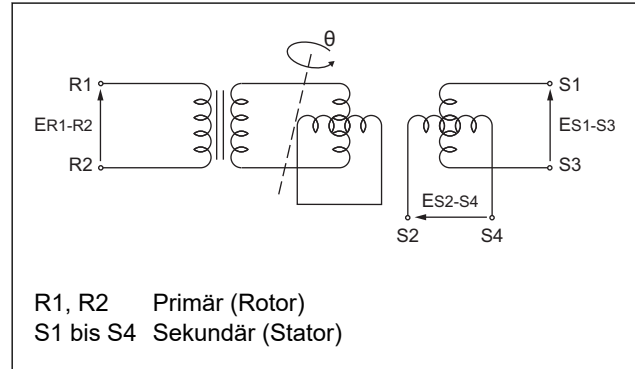 θ
R1
S1
ER1-R2
ES1-S3
R2
S3
ES2-S4
S2
S4
R1, R2 Primär (Rotor)
S1 bis S4 Sekundär (Stator)